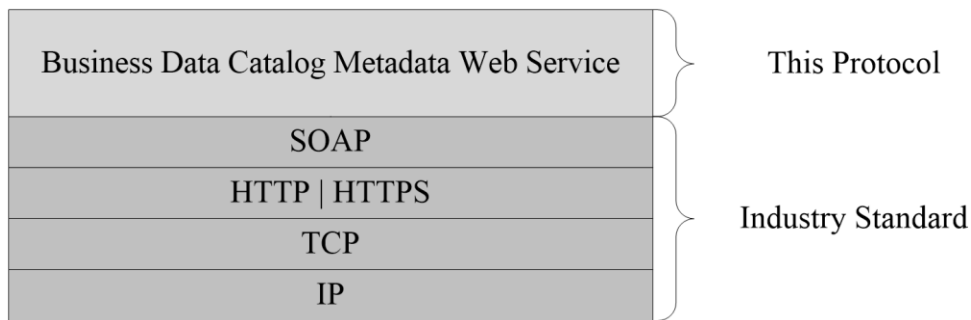 Business Data Catalog Metadata Web Service
This Protocol
SOAP
HTTP | HTTPS
TCP
IP
Industry Standard